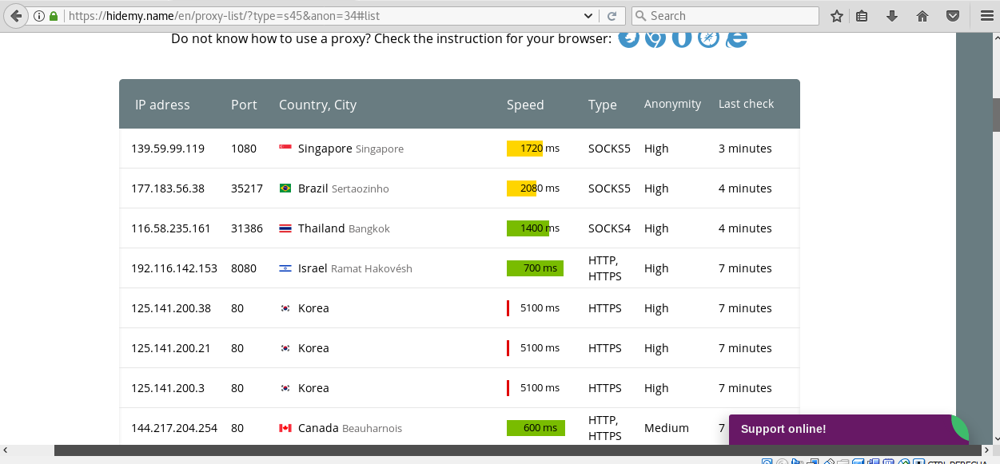 https://hidemy.name/en/proxy-list/?type=s45&anon=34#list
Search
Do not know how to use a proxy? Check the instruction for your browser:
IP adress Port Country, City Speed Type Anonymity Last check
139.59.99.119 1080 Singapore Singapore 1720 ms SOCKS5 High 3 minutes
177.183.56.38 35217 Brazil Sertaozinho 2080 ms SOCKS5 High 4 minutes
116.58.235.161 31386 Thailand Bangkok 1400 ms SOCKS4 High 4 minutes
192.116.142.153 8080 Israel Ramat Hakovésh 700 ms HTTP, HTTPS High 7 minutes
125.141.200.38 80 Korea 5100 ms HTTPS High 7 minutes
125.141.200.21 80 Korea 5100 ms HTTPS High 7 minutes
125.141.200.3 80 Korea 5100 ms HTTPS High 7 minutes
144.217.204.254 80 Canada Beauharnois 600 ms HTTP, HTTPS Medium 7
Support online!
CTRL DERECHA